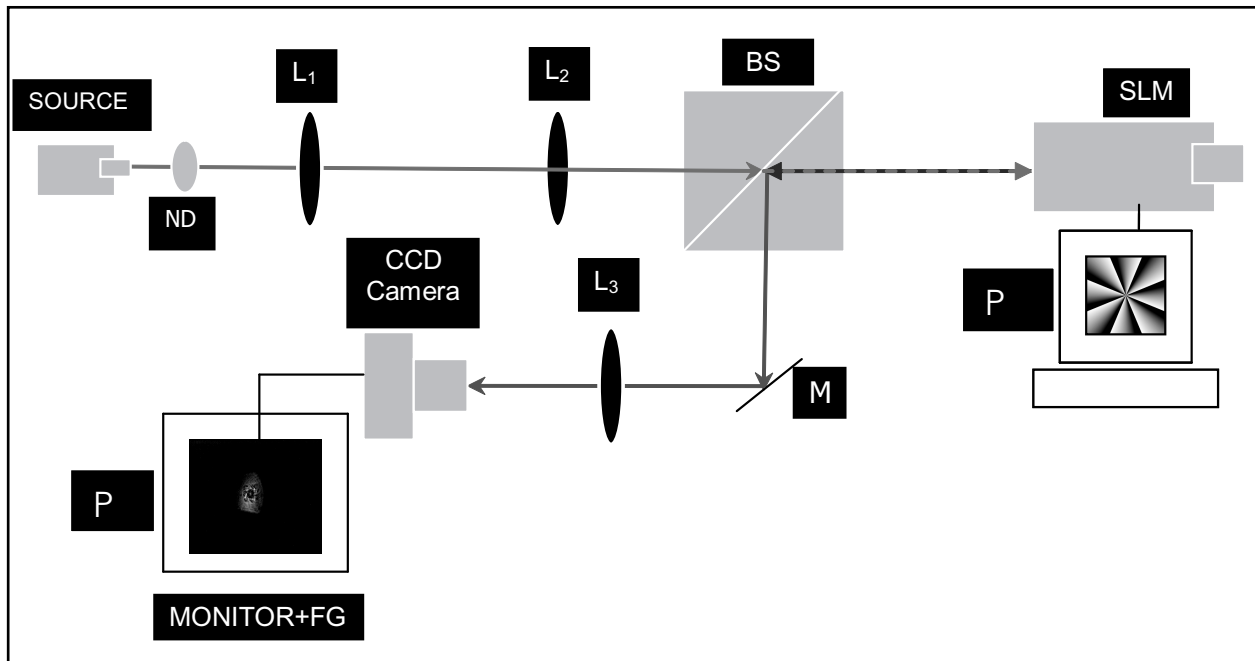 SOURCE
L₁
L₂
BS
SLM
ND
CCD
Camera
L₃
P
M
P
MONITOR+FG